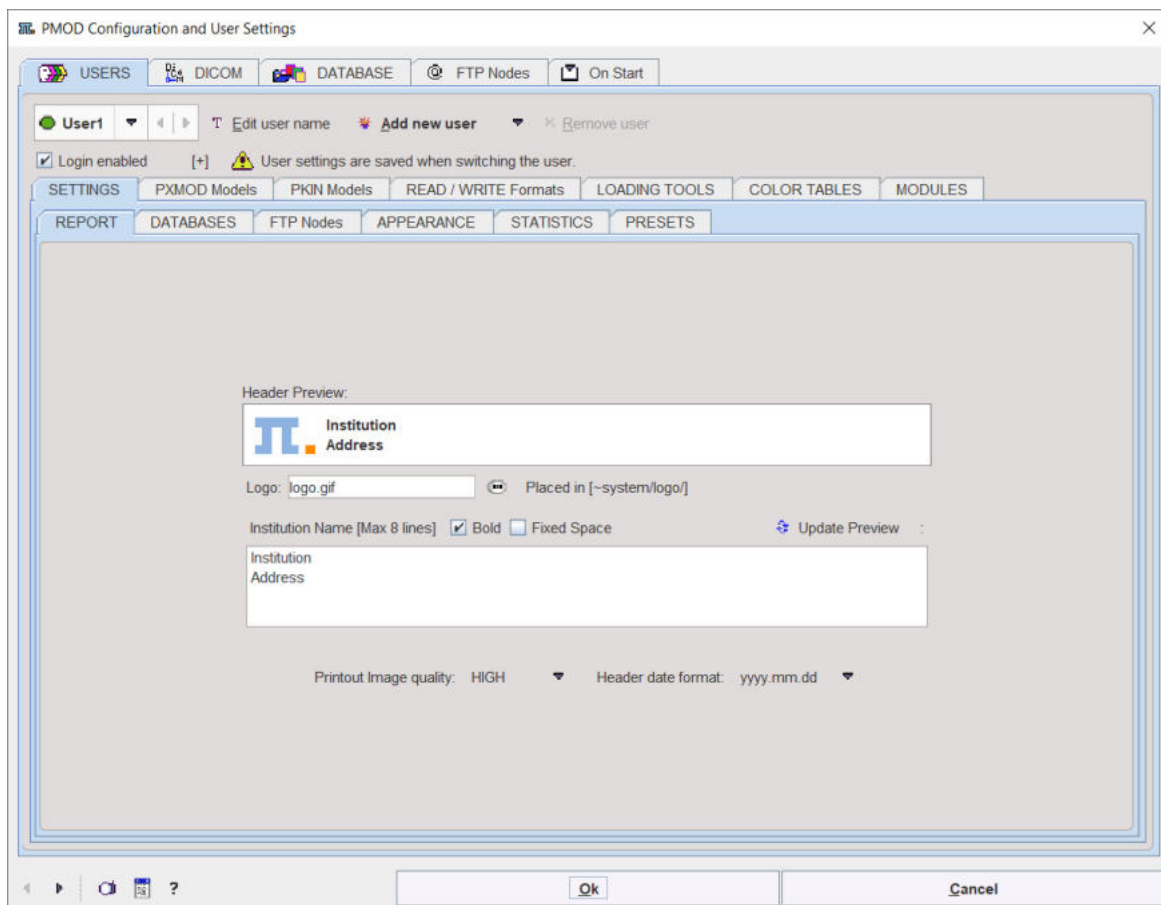 PMOD Configuration and User Settings
USERS DICOM DATABASE FTP Nodes On Start
User1 Edit user name Add new user Remove user
Login enabled [+] User settings are saved when switching the user.
SETTINGS PXMOD Models PKIN Models READ / WRITE Formats LOADING TOOLS COLOR TABLES MODULES
REPORT DATABASES FTP Nodes APPEARANCE STATISTICS PRESETS
Header Preview:
Institution
Address
Logo: logo.gif Placed in [~system/logo/]
Institution Name [Max 8 lines] Bold Fixed Space Update Preview :
Institution
Address
Printout Image quality: HIGH Header date format: yyyy.mm.dd
? Ok Cancel